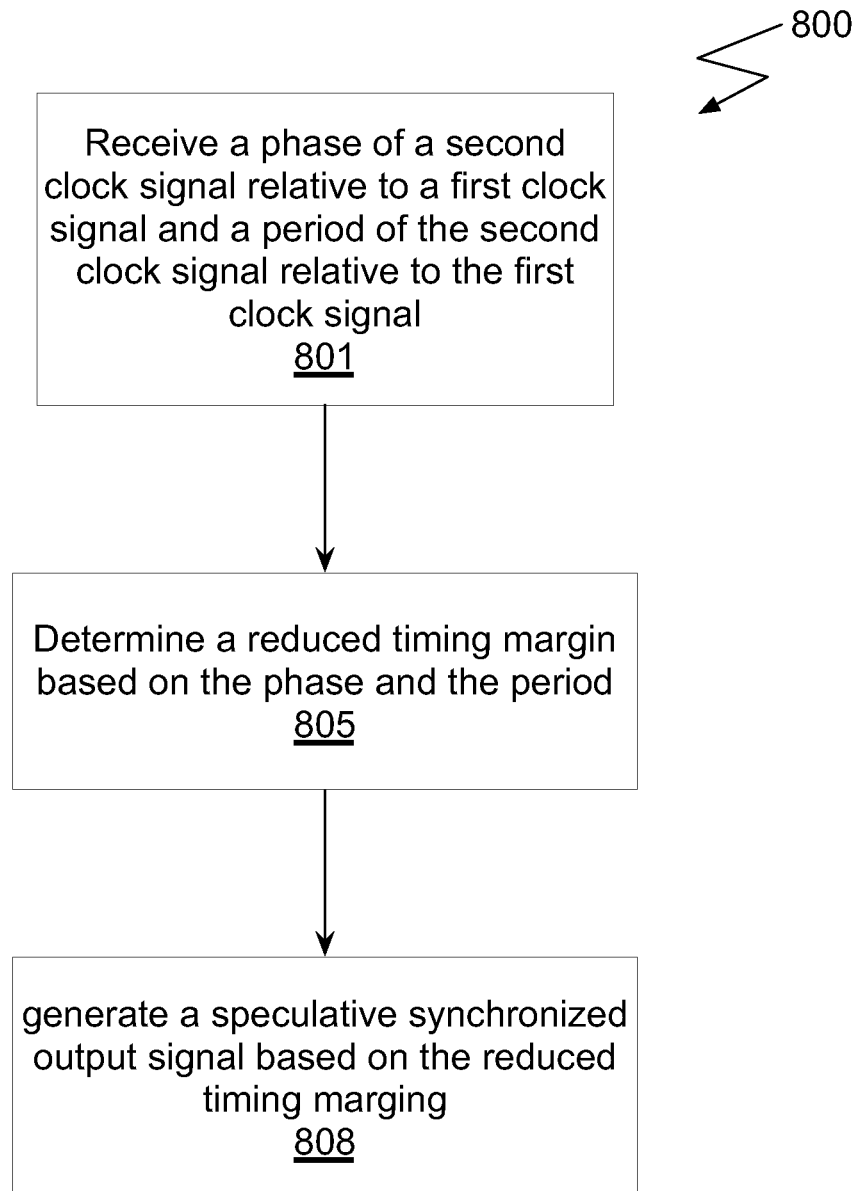 800
Receive a phase of a second
clock signal relative to a first clock
signal and a period of the second
clock signal relative to the first
clock signal
801
Determine a reduced timing margin
based on the phase and the period
805
generate a speculative synchronized
output signal based on the reduced
timing marging
808